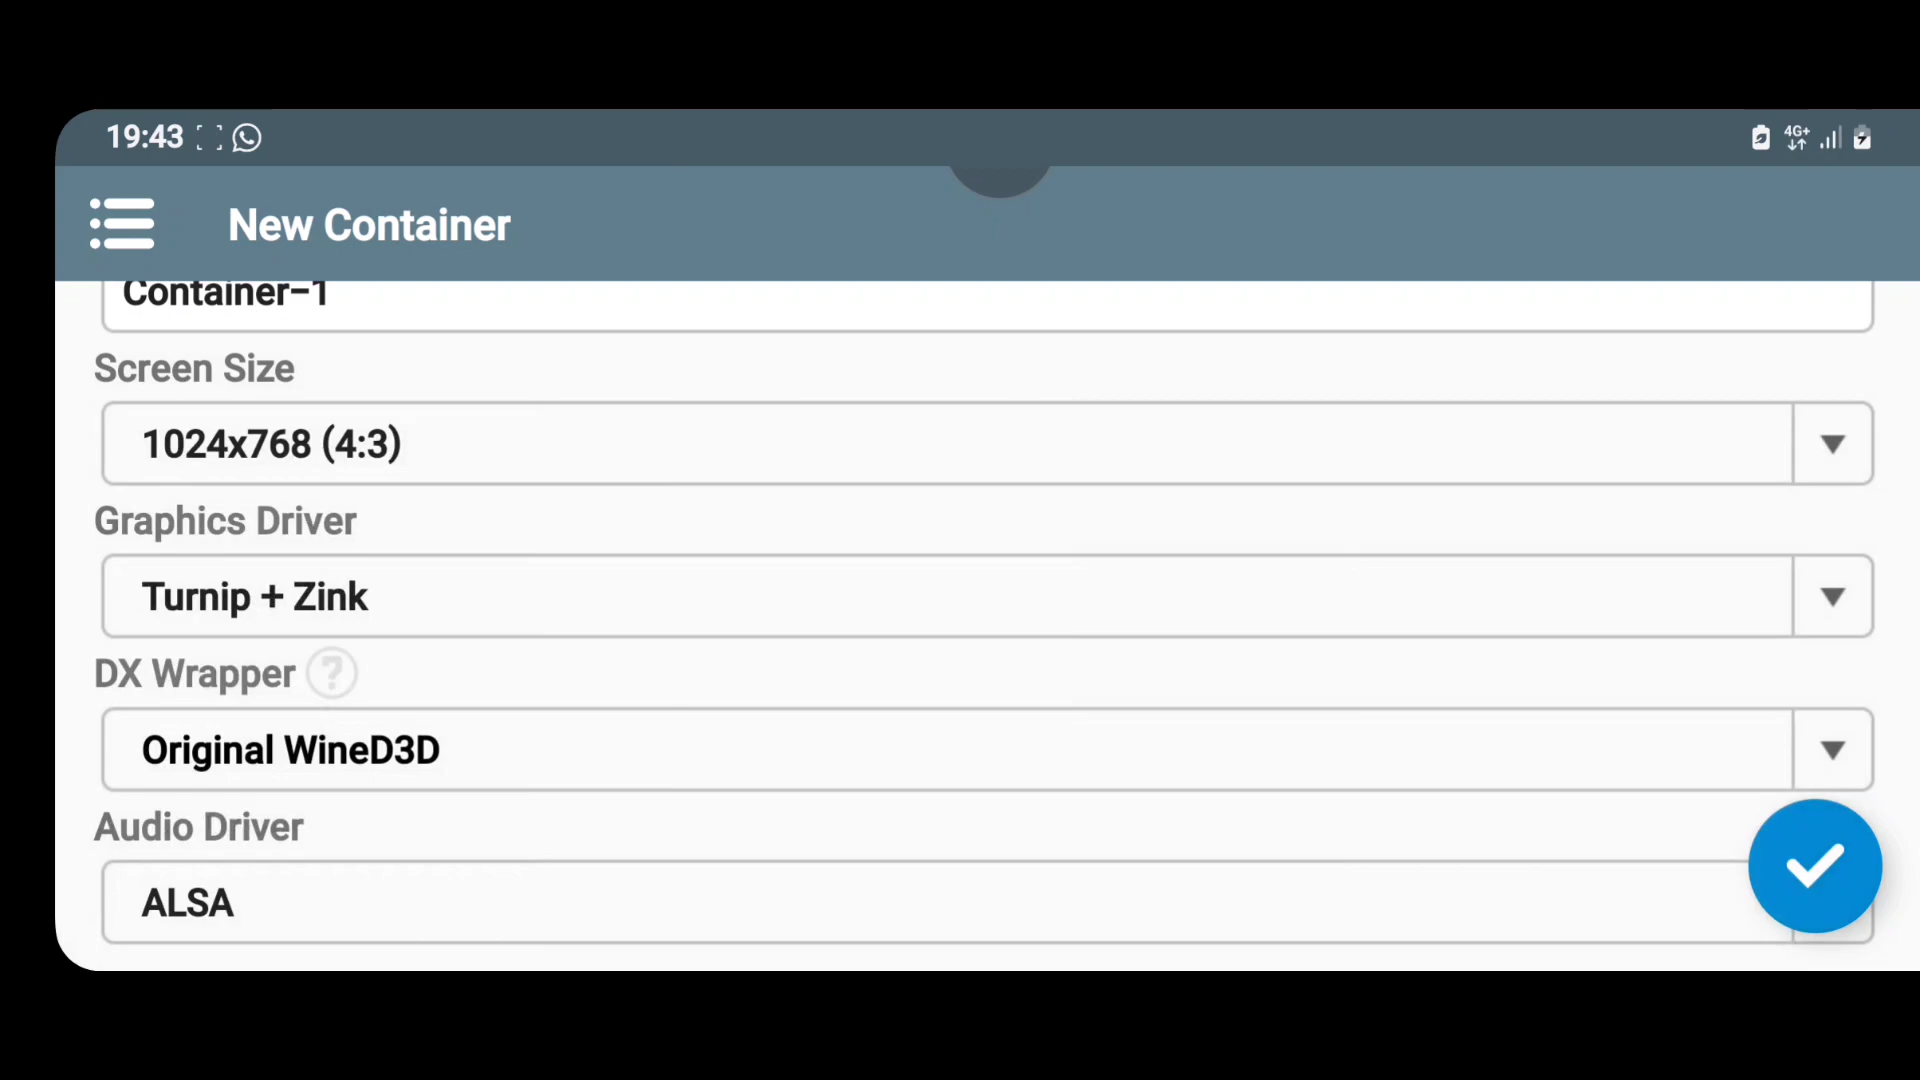 19:43
4G+
New Container
Container-1
Screen Size
1024x768 (4:3)
Graphics Driver
Turnip + Zink
DX Wrapper ?
Original WineD3D
Audio Driver
ALSA